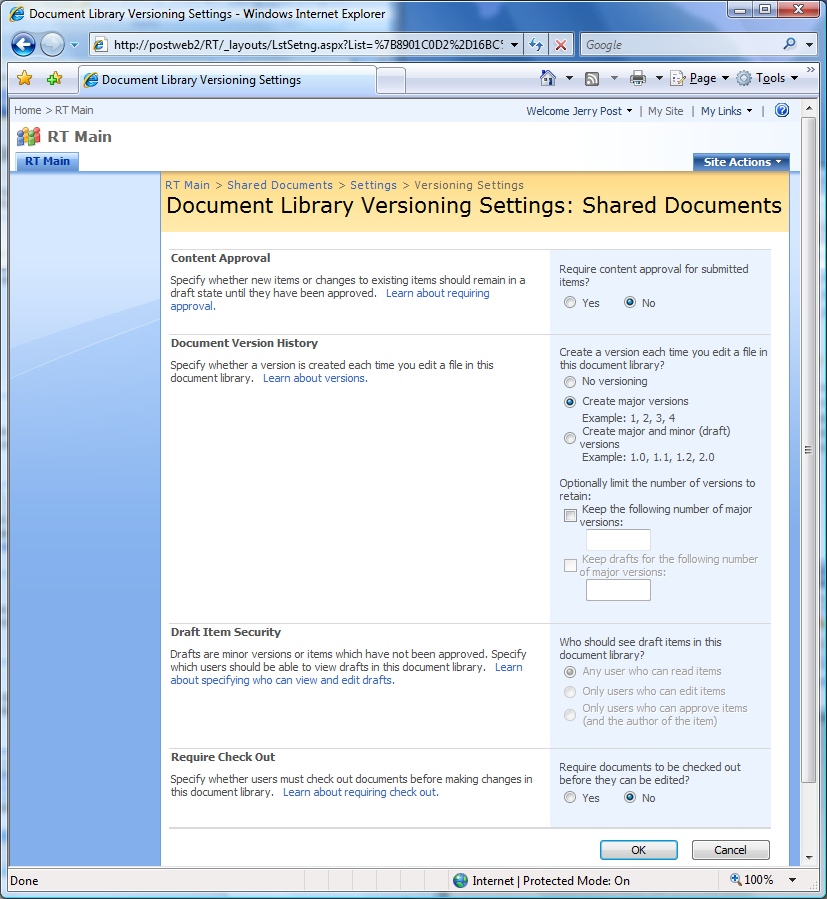 Document Library Versioning Settings - Windows Internet Explorer
http://postweb2/RT/_layouts/LstSetng.aspx?List=%7B8901C0D2%2D16BC%
Google
Document Library Versioning Settings
Page
Tools
Home > RT Main
Welcome Jerry Post | My Site | My Links |
RT Main
RT Main
Site Actions
RT Main > Shared Documents > Settings > Versioning Settings
Document Library Versioning Settings: Shared Documents
Content Approval
Specify whether new items or changes to existing items should remain in a
draft state until they have been approved. Learn about requiring
approval.
Require content approval for submitted
items?
Yes No
Document Version History
Specify whether a version is created each time you edit a file in this
document library. Learn about versions.
Create a version each time you edit a file in
this document library?
No versioning
Create major versions
Example: 1, 2, 3, 4
Create major and minor (draft)
versions
Example: 1.0, 1.1, 1.2, 2.0
Optionally limit the number of versions to
retain:
Keep the following number of major
versions:
Keep drafts for the following number
of major versions:
Draft Item Security
Drafts are minor versions or items which have not been approved. Specify
which users should be able to view drafts in this document library. Learn
about specifying who can view and edit drafts.
Who should see draft items in this
document library?
Any user who can read items
Only users who can edit items
Only users who can approve items
(and the author of the item)
Require Check Out
Specify whether users must check out documents before making changes in
this document library. Learn about requiring check out.
Require documents to be checked out
before they can be edited?
Yes No
OK
Cancel
Done
Internet | Protected Mode: On
100%